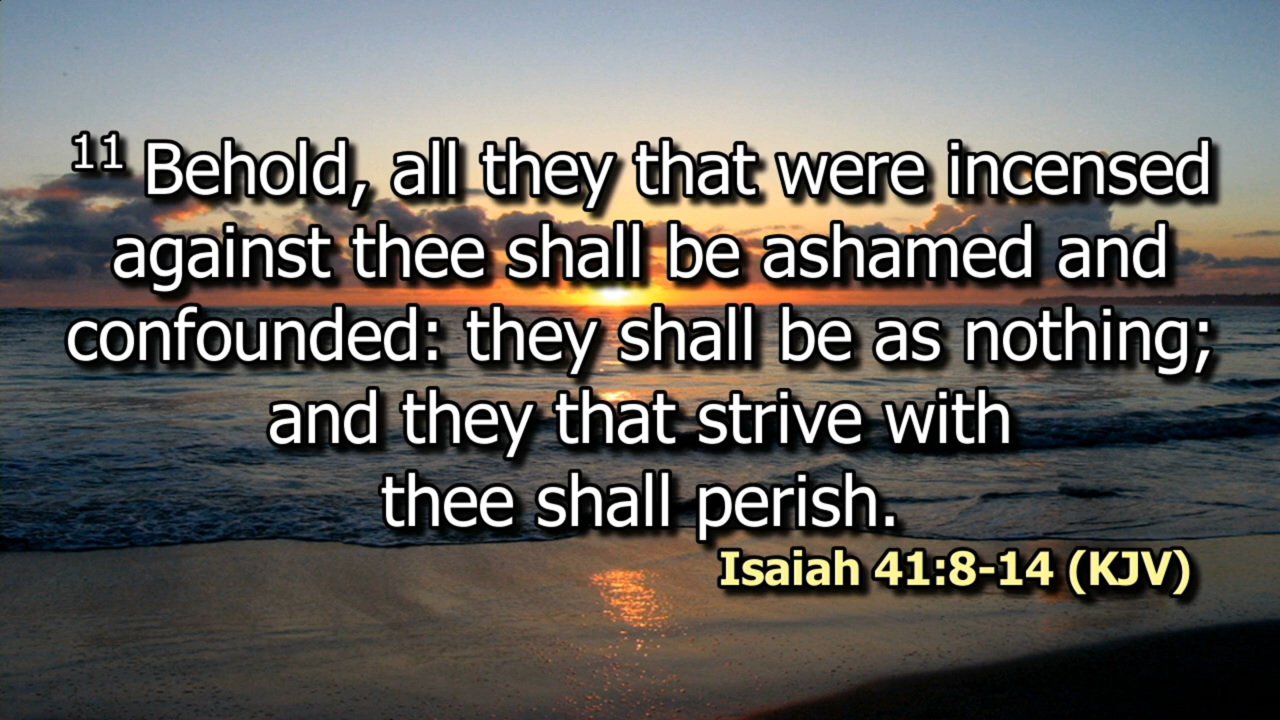 11 Behold, all they that were incensed
against thee shall be ashamed and
confounded: they shall be as nothing;
and they that strive with
thee shall perish.
Isaiah 41:8-14 (KJV)